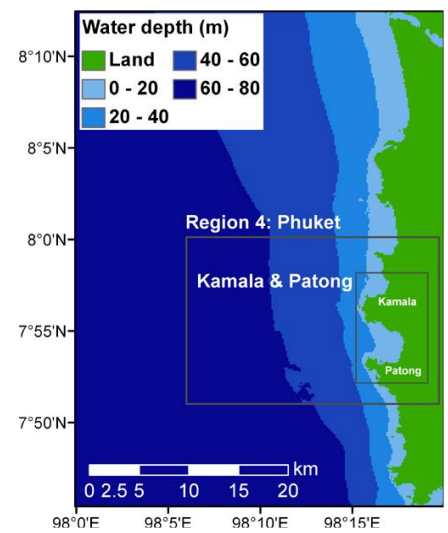 Water depth (m)
Land
40 - 60
0 - 20
60 - 80
20 - 40
8°10'N
8°5'N
8°0'N
7°55'N
7°50'N
Region 4: Phuket
Kamala & Patong
Kamala
Patong
km
0 2.5 5 10 15 20
98°0'E 98°5'E 98°10'E 98°15'E